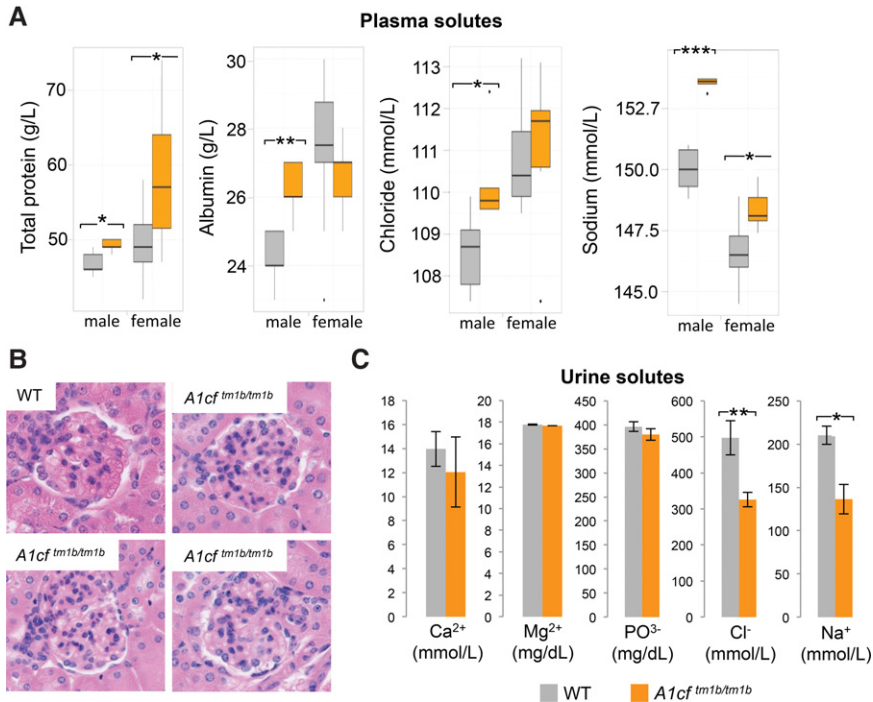 A
Plasma solutes
Total protein (g/L)
70
60
50
*
*
male female
Albumin (g/L)
30
28
26
24
**
male female
Chloride (mmol/L)
113
112
111
110
109
108
*
male female
Sodium (mmol/L)
152.7
150.0
147.5
145.0
***
*
male female
B
WT
A1cf tm1b/tm1b
A1cf tm1b/tm1b
A1cf tm1b/tm1b
C
Urine solutes
16
14
12
10
8
6
4
2
0
Ca²⁺
(mmol/L)
20
18
16
14
12
10
8
6
4
2
0
Mg²⁺
(mg/dL)
450
400
350
300
250
200
150
100
50
0
PO³⁻
(mg/dL)
600
500
400
300
200
100
0
**
Cl⁻
(mmol/L)
250
200
150
100
50
0
*
Na⁺
(mmol/L)
WT A1cf tm1b/tm1b